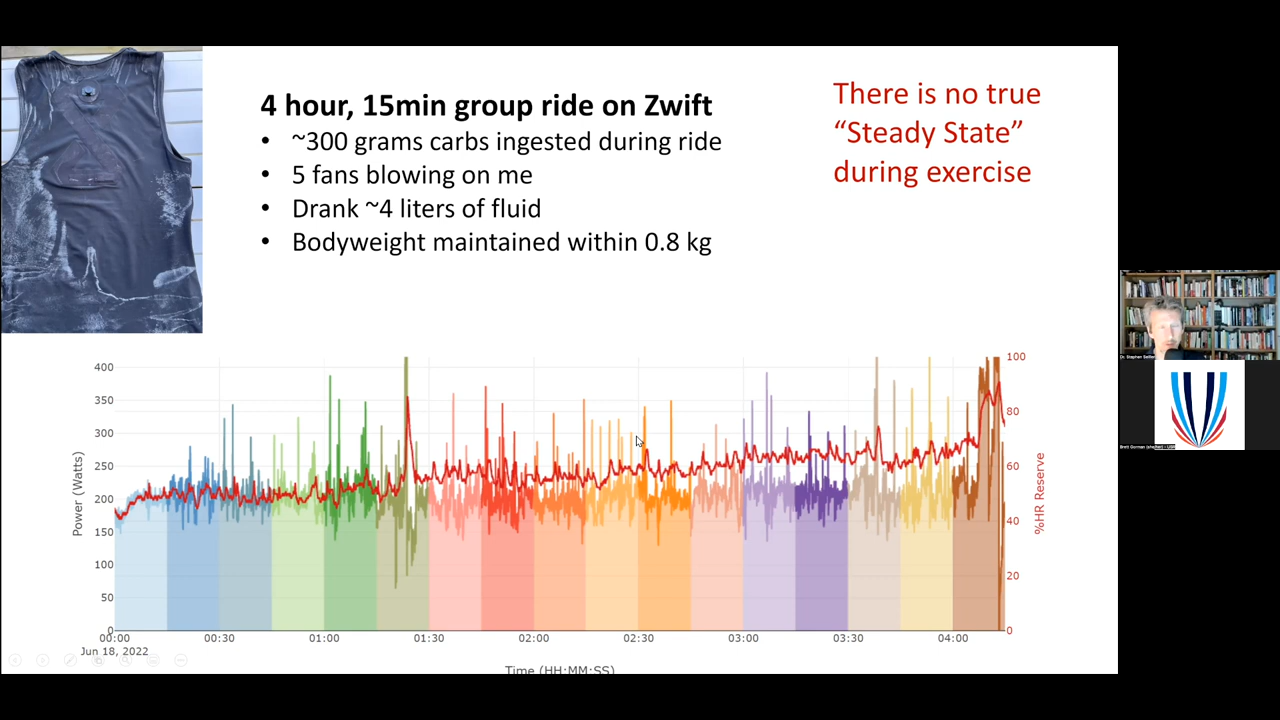 4 hour, 15min group ride on Zwift
• ~300 grams carbs ingested during ride
• 5 fans blowing on me
• Drank ~4 liters of fluid
• Bodyweight maintained within 0.8 kg
There is no true
“Steady State”
during exercise
Power (Watts)
400
350
300
250
200
150
100
50
0
100
80
60
40
20
0
%HR Reserve
00:00
00:30
01:00
01:30
02:00
02:30
03:00
03:30
04:00
Jun 18, 2022
Time (HH:MM:SS)